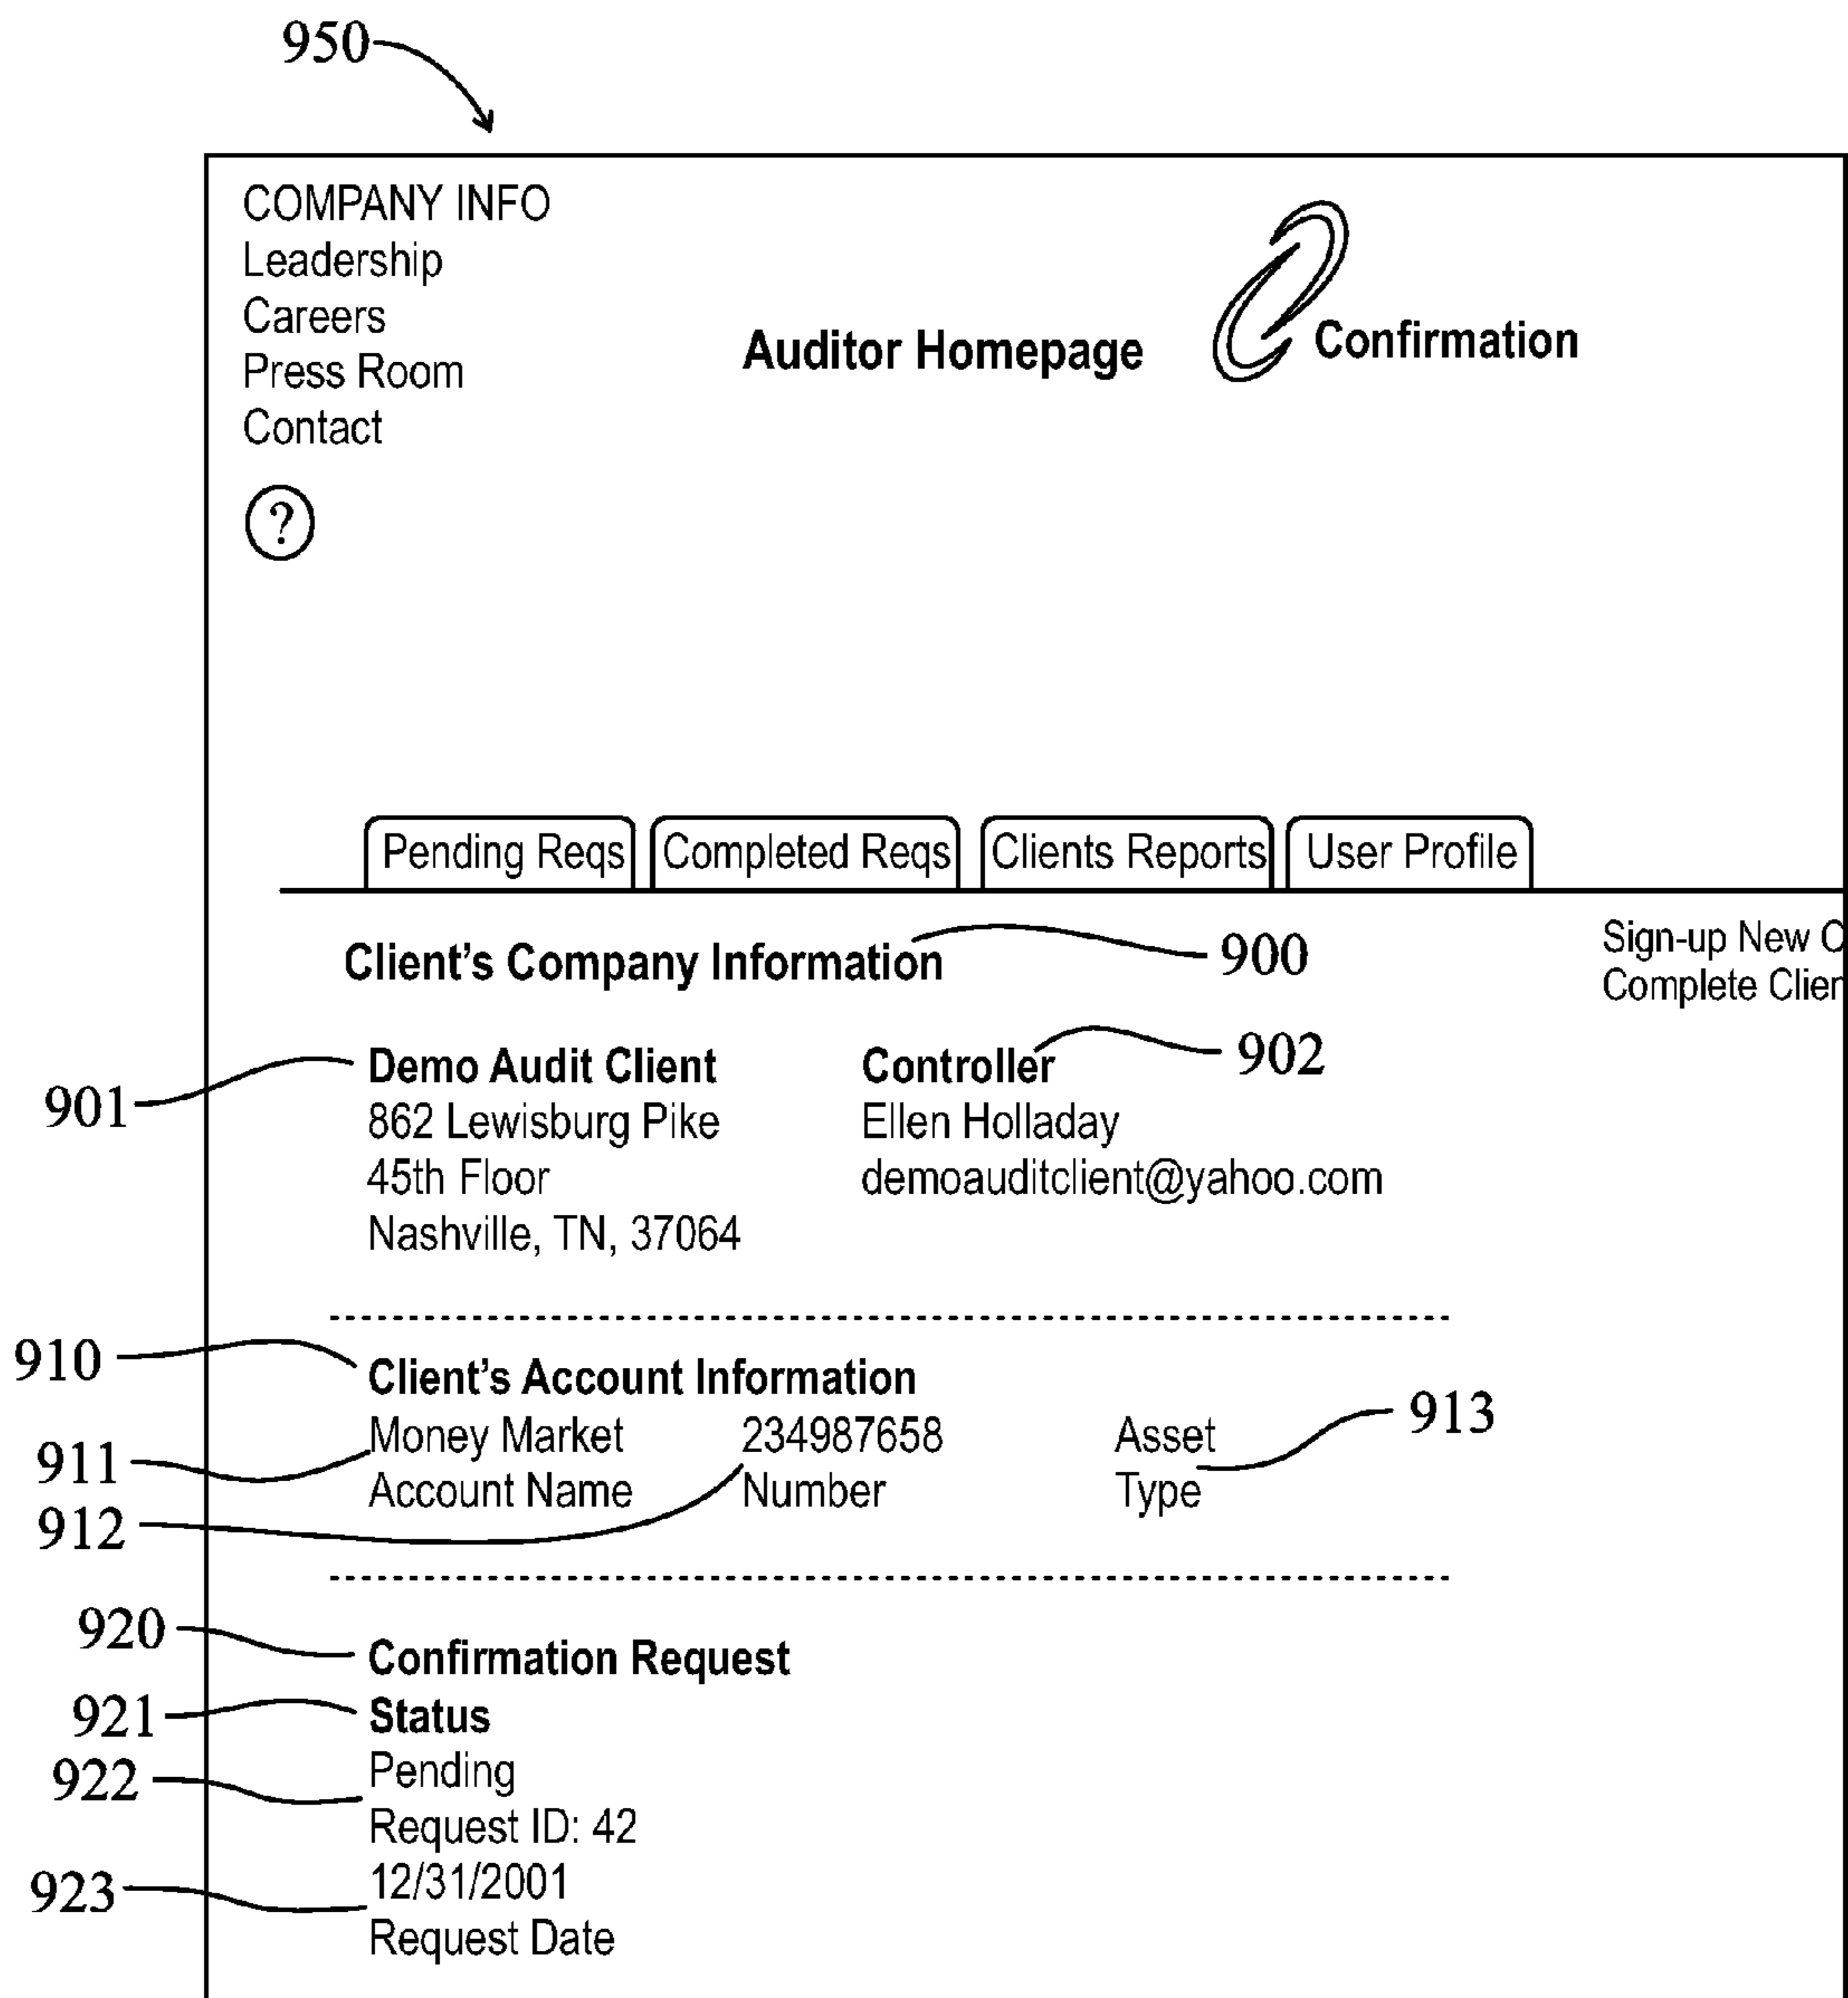 950
COMPANY INFO
Leadership
Careers
Press Room
Contact
?
Auditor Homepage
Confirmation
Pending Reqs Completed Reqs Clients Reports User Profile
Client's Company Information 900
Sign-up New
Complete
901 Demo Audit Client
862 Lewisburg Pike
45th Floor
Nashville, TN, 37064
Controller 902
Ellen Holladay
demoauditclient@yahoo.com
910 Client's Account Information
Money Market 234987658 Asset 913
911 Account Name Number Type
912
920 Confirmation Request
921 Status
Pending
922 Request ID: 42
12/31/2001
923 Request Date